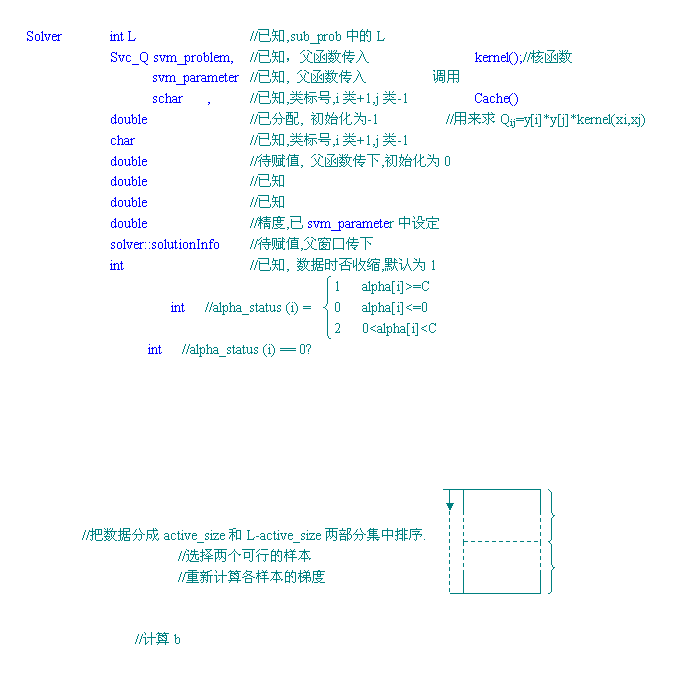 Solver int L //已知,sub_prob 中的 L
Svc_Q svm_problem, //已知，父函数传入 kernel();//核函数
svm_parameter //已知, 父函数传入 调用
schar , //已知,类标号,i 类+1,j 类-1 Cache()
double //已分配, 初始化为-1 //用来求 Qij=y[i]*y[j]*kernel(xi,xj)
char //已知,类标号,i 类+1,j 类-1
double //待赋值, 父函数传下,初始化为 0
double //已知
double //已知
double //精度,已 svm_parameter 中设定
solver::solutionInfo //待赋值,父窗口传下
int //已知, 数据时否收缩,默认为 1
1 alpha[i]>=C
int //alpha_status (i) = 0 alpha[i]<=0
2 0<alpha[i]<C
int //alpha_status (i) == 0?
//把数据分成 active_size 和 L-active_size 两部分集中排序.
//选择两个可行的样本
//重新计算各样本的梯度
//计算 b